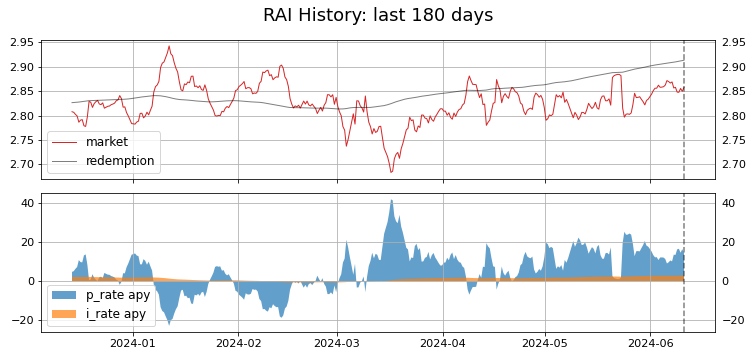 RAI History: last 180 days
2.95 2.95
2.90 2.90
2.85 2.85
2.80 2.80
2.75 2.75
2.70 2.70
market
redemption
40 40
20 20
0 0
−20 −20
p_rate apy
i_rate apy
2024-01 2024-02 2024-03 2024-04 2024-05 2024-06